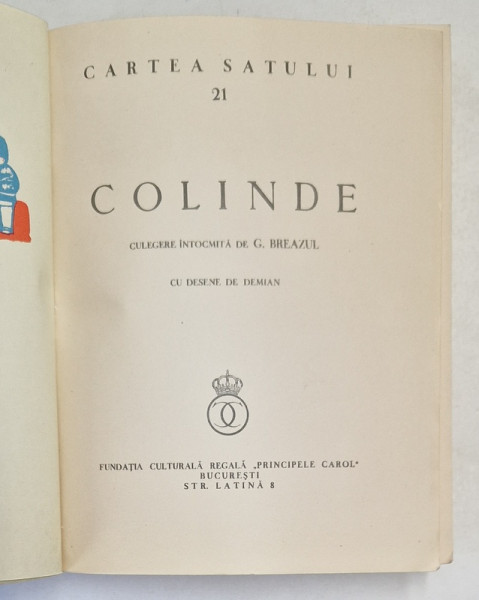 CARTEA SATULUI
21
COLINDE
CULEGERE ÎNTOCMITĂ DE G. BREAZUL
CU DESENE DE DEMIAN
FUNDAȚIA CULTURALĂ REGALĂ „PRINCIPELE CAROL“
BUCUREȘTI
STR. LATINĂ 8